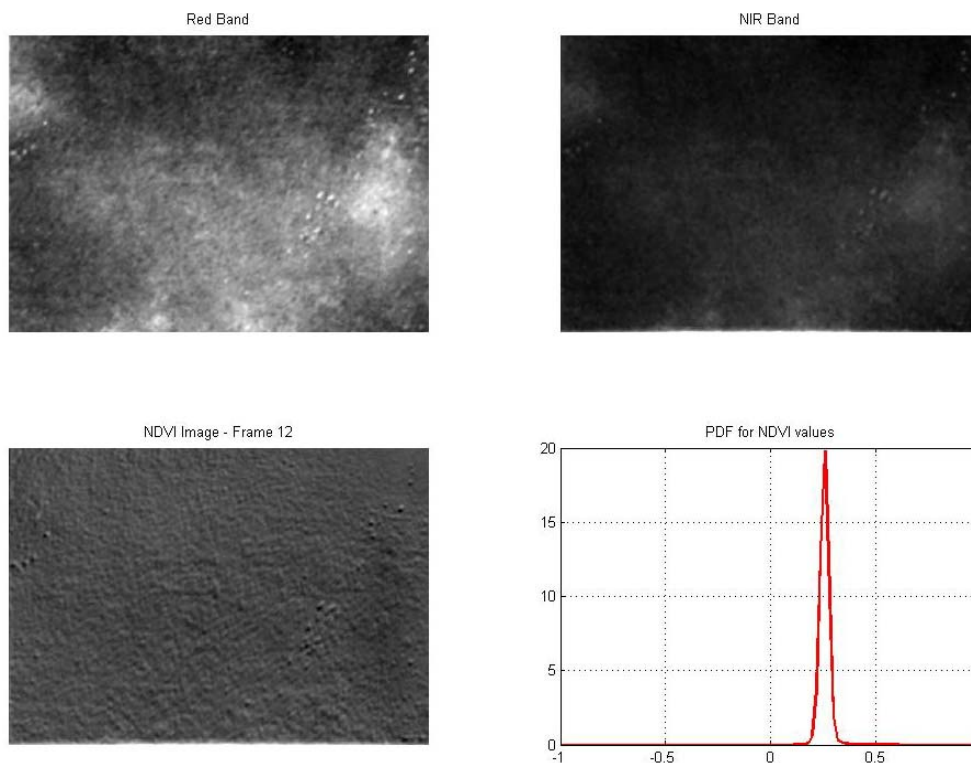 Red Band
NIR Band
NDVI Image - Frame 12
PDF for NDVI values
20
15
10
5
0
-1
-0.5
0
0.5